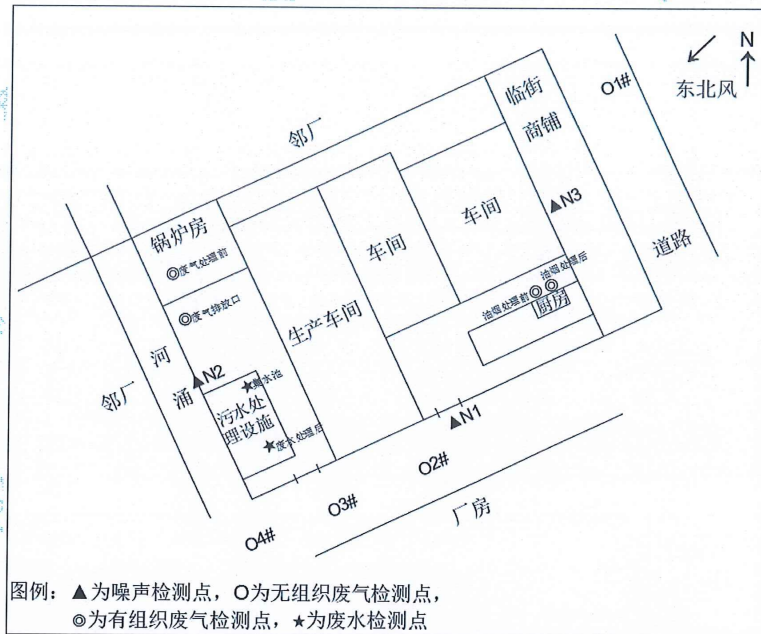 N
东北风
O1#
临街
商铺
邻厂
▲N3
车间
道路
锅炉房
◎废气处理前
车间
油烟处理后
油烟处理前
厨房
◎废气排放口
生产车间
河
涌
▲N2
邻厂
污水处
理设施
★废水处理后
▲N1
O2#
O3#
O4#
厂房
图例：▲为噪声检测点，O为无组织废气检测点，
◎为有组织废气检测点，★为废水检测点